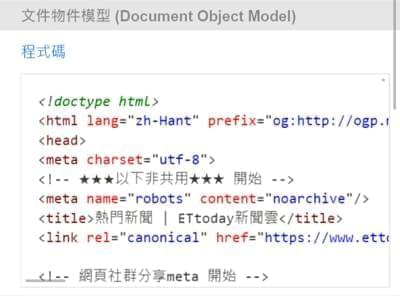 文件物件模型 (Document Object Model)
程式碼
<!doctype html>
<html lang="zh-Hant" prefix="og:http://ogp.
<head>
<meta charset="utf-8">
<!-- ★★★以下非共用★★★ 開始 -->
<meta name="robots" content="noarchive"/>
<title>熱門新聞 | ETtoday新聞雲</title>
<link rel="canonical" href="https://www.etto
<!-- 網頁社群分享meta 開始 -->